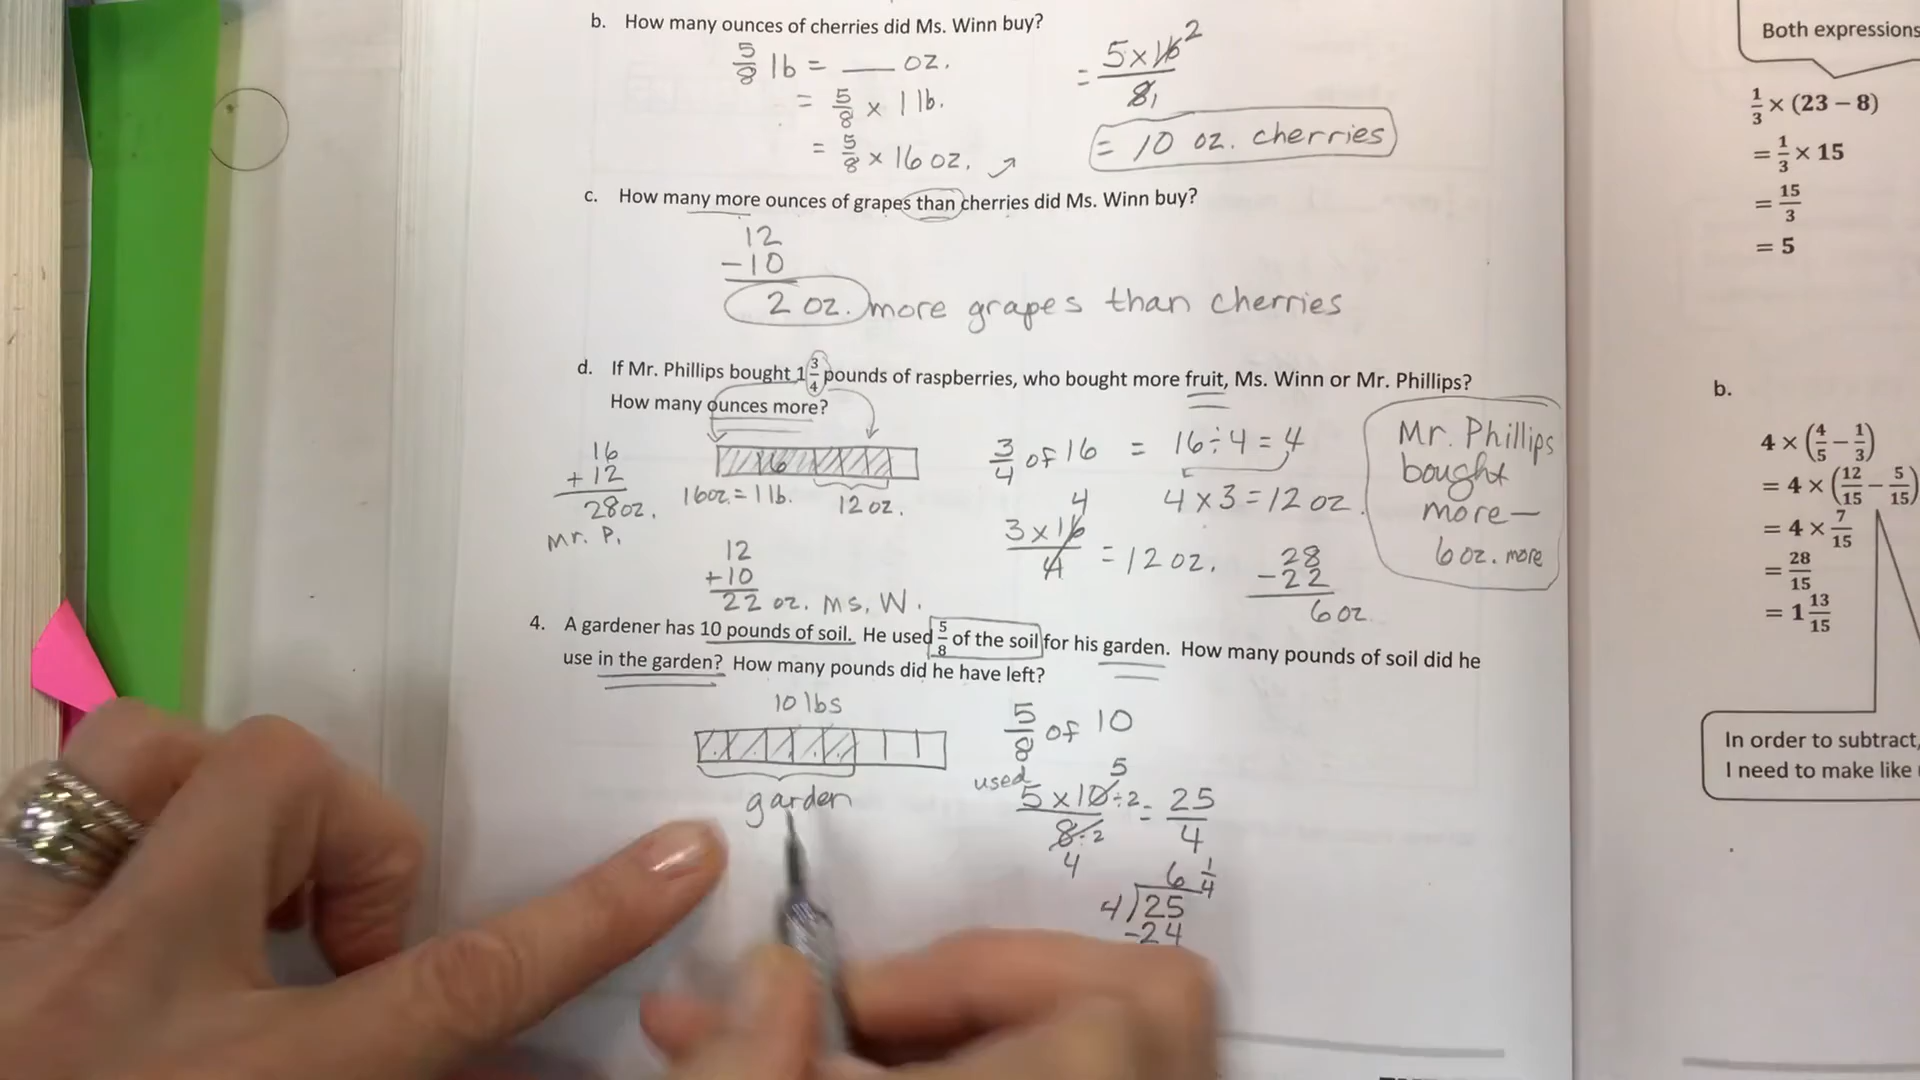 b. How many ounces of cherries did Ms. Winn buy?
5/8 lb = ___ oz.
= 5/8 × 1 lb.
= 5/8 × 16 oz.
= 5 × 16 2 / 8 1
= 10 oz. cherries
c. How many more ounces of grapes than cherries did Ms. Winn buy?
12
-10
2 oz. more grapes than cherries
d. If Mr. Phillips bought 1 3/4 pounds of raspberries, who bought more fruit, Ms. Winn or Mr. Phillips?
How many ounces more?
16
+ 12
28 oz.
Mr. P.
16
16oz. = 1 lb.
12 oz.
12
+10
22 oz. Ms. W.
3/4 of 16 = 16 ÷ 4 = 4
4 × 3 = 12 oz.
4
3 × 16 / 4 = 12 oz.
28
-22
6 oz
Mr. Phillips
bought
more—
6 oz. more
4. A gardener has 10 pounds of soil. He used 5/8 of the soil for his garden. How many pounds of soil did he
use in the garden? How many pounds did he have left?
10 lbs
garden
5/8 of 10
used
5
5 × 10 ÷ 2 / 8 ÷ 2 = 25/4
4
6 1/4
4)25
-24
Both expressions
1/3 × (23 – 8)
= 1/3 × 15
= 15/3
= 5
b.
4 × (4/5 − 1/3)
= 4 × (12/15 − 5/15)
= 4 × 7/15
= 28/15
= 1 13/15
In order to subtract,
I need to make like